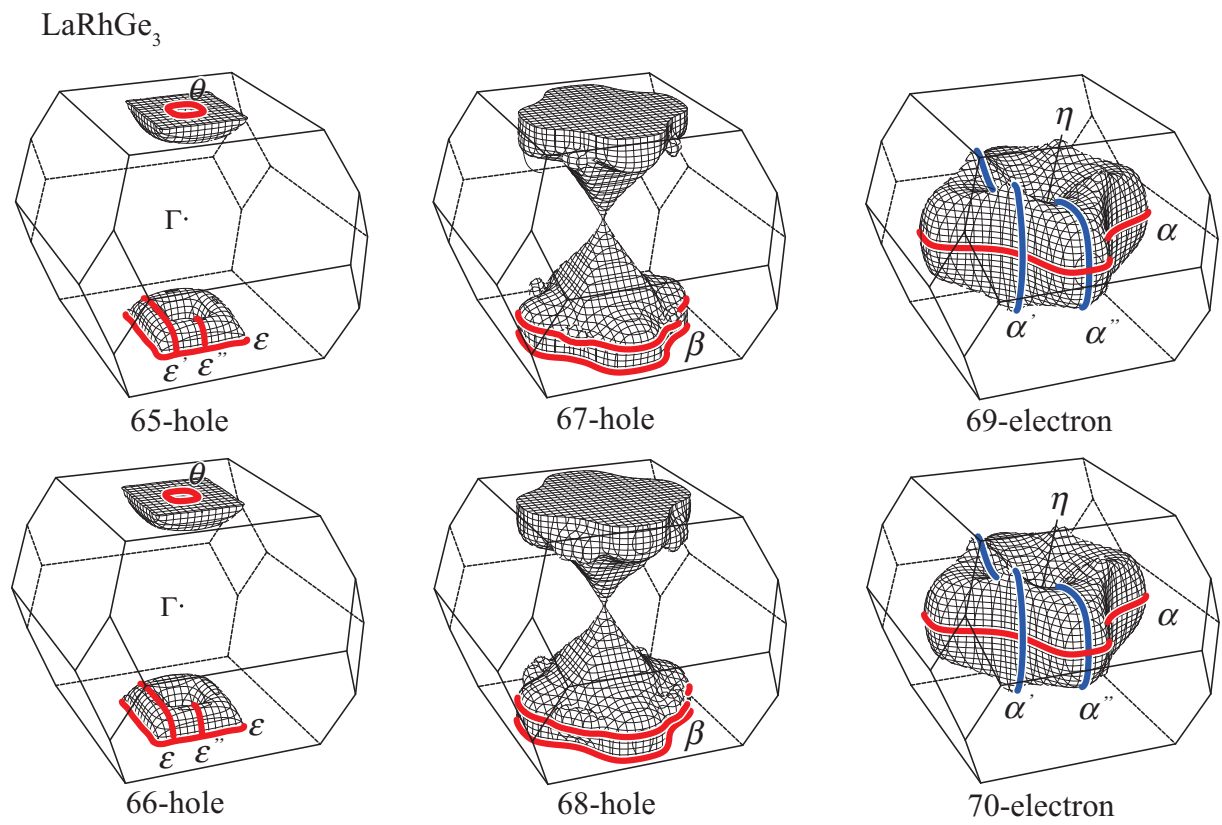 LaRhGe₃
θ
Γ·
ε' ε" ε
65-hole
β
67-hole
η
α
α' α"
69-electron
θ
Γ·
ε ε" ε
66-hole
β
68-hole
η
α
α' α"
70-electron